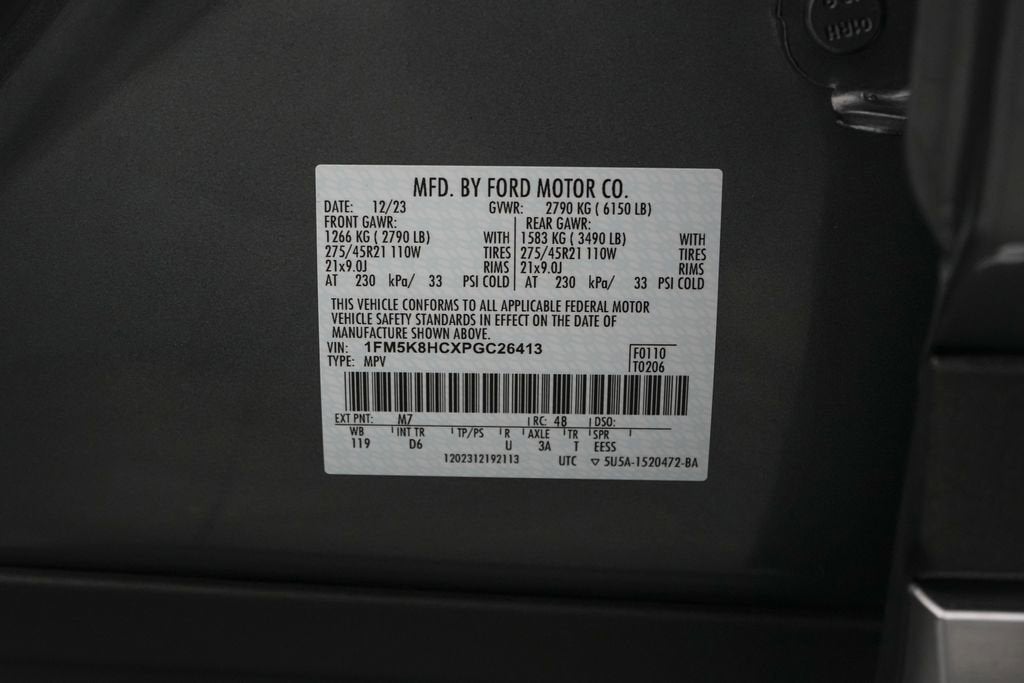 01RH
MFD. BY FORD MOTOR CO.
DATE: 12/23 GVWR: 2790 KG ( 6150 LB)
FRONT GAWR: REAR GAWR:
1266 KG ( 2790 LB) WITH 1583 KG ( 3490 LB) WITH
275/45R21 110W TIRES 275/45R21 110W TIRES
21x9.0J RIMS 21x9.0J RIMS
AT 230 kPa/ 33 PSI COLD AT 230 kPa/ 33 PSI COLD
THIS VEHICLE CONFORMS TO ALL APPLICABLE FEDERAL MOTOR
VEHICLE SAFETY STANDARDS IN EFFECT ON THE DATE OF
MANUFACTURE SHOWN ABOVE.
VIN: 1FM5K8HCXPGC26413 F0110
TYPE: MPV T0206
EXT PNT: M7 RC: 48 DSO:
WB INT TR TP/PS R AXLE TR SPR
119 D6 U 3A T EESS
1202312192113 UTC ▽ 5U5A-1520472-BA